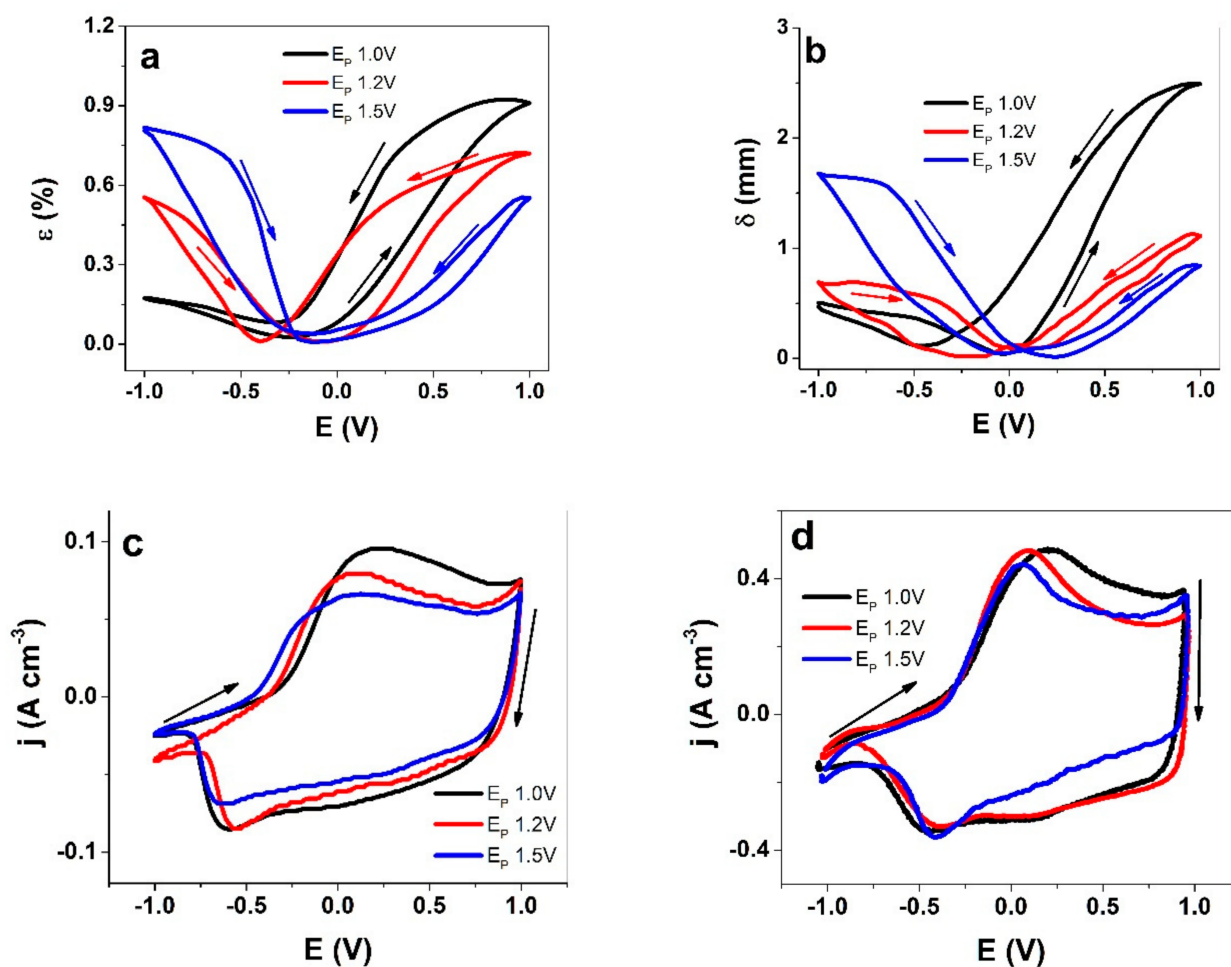 a
E_P 1.0V
E_P 1.2V
E_P 1.5V
1.2
0.9
0.6
0.3
0.0
ε (%)
-1.0 -0.5 0.0 0.5 1.0
E (V)
b
E_P 1.0V
E_P 1.2V
E_P 1.5V
3
2
1
0
δ (mm)
-1.0 -0.5 0.0 0.5 1.0
E (V)
c
0.1
0.0
-0.1
j (A cm⁻³)
E_P 1.0V
E_P 1.2V
E_P 1.5V
-1.0 -0.5 0.0 0.5 1.0
E (V)
d
E_P 1.0V
E_P 1.2V
E_P 1.5V
0.4
0.0
-0.4
j (A cm⁻³)
-1.0 -0.5 0.0 0.5 1.0
E (V)